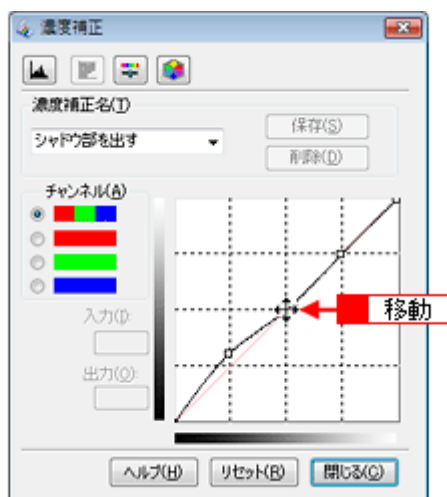 濃度補正
濃度補正名(T)
シャドウ部を出す
保存(S)
削除(D)
チャンネル(A)
入力(I):
出力(O):
移動
ヘルプ(H)
リセット(R)
閉じる(C)